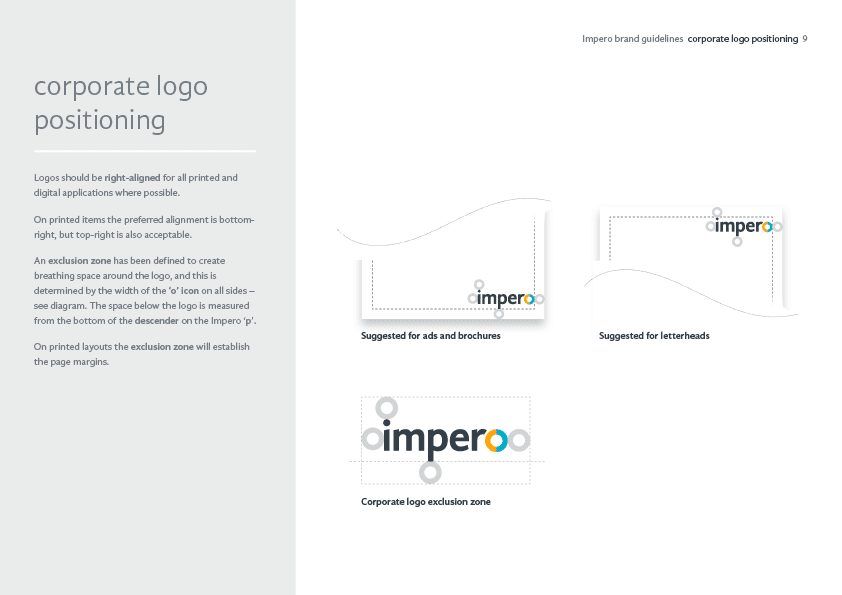 Impero brand guidelines corporate logo positioning 9
corporate logo
positioning
Logos should be right-aligned for all printed and
digital applications where possible.
On printed items the preferred alignment is bottom-
right, but top-right is also acceptable.
An exclusion zone has been defined to create
breathing space around the logo, and this is
determined by the width of the ‘o’ icon on all sides –
see diagram. The space below the logo is measured
from the bottom of the descender on the Impero ‘p’.
On printed layouts the exclusion zone will establish
the page margins.
impero
Suggested for ads and brochures
impero
Suggested for letterheads
impero
Corporate logo exclusion zone